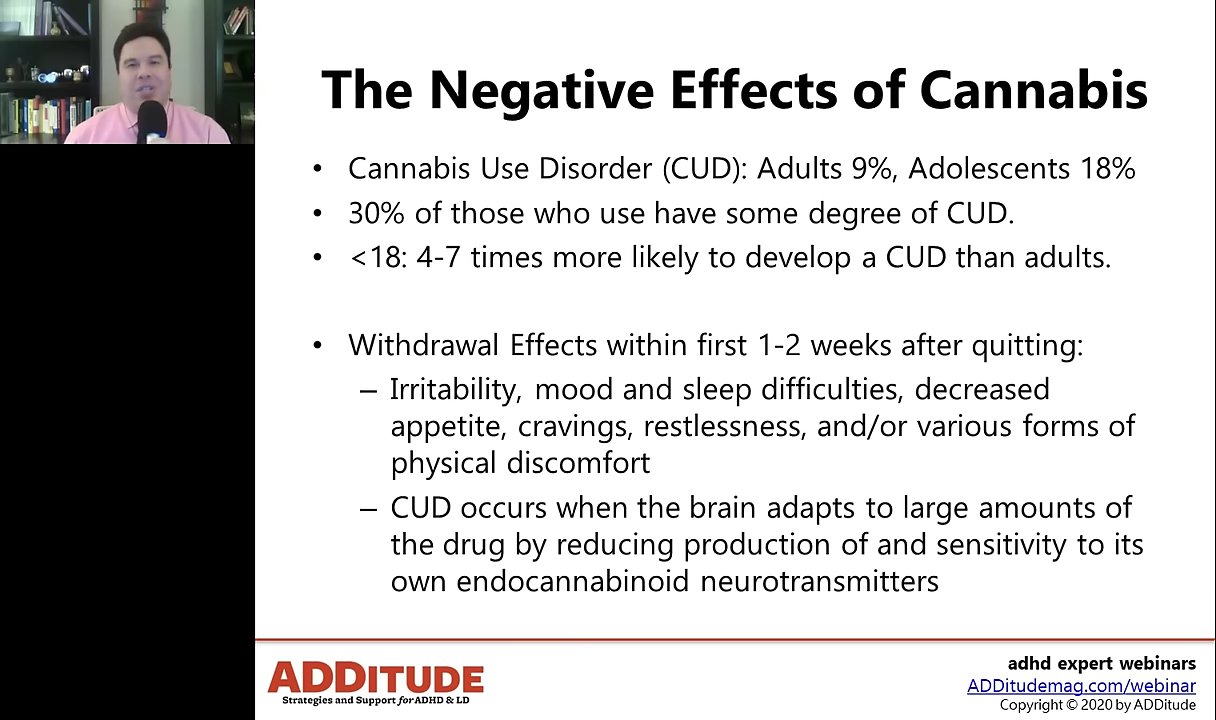 The Negative Effects of Cannabis
• Cannabis Use Disorder (CUD): Adults 9%, Adolescents 18%
• 30% of those who use have some degree of CUD.
• <18: 4-7 times more likely to develop a CUD than adults.
• Withdrawal Effects within first 1-2 weeks after quitting:
– Irritability, mood and sleep difficulties, decreased
appetite, cravings, restlessness, and/or various forms of
physical discomfort
– CUD occurs when the brain adapts to large amounts of
the drug by reducing production of and sensitivity to its
own endocannabinoid neurotransmitters
ADDITUDE
Strategies and Support for ADHD & LD
adhd expert webinars
ADDitudemag.com/webinar
Copyright © 2020 by ADDitude